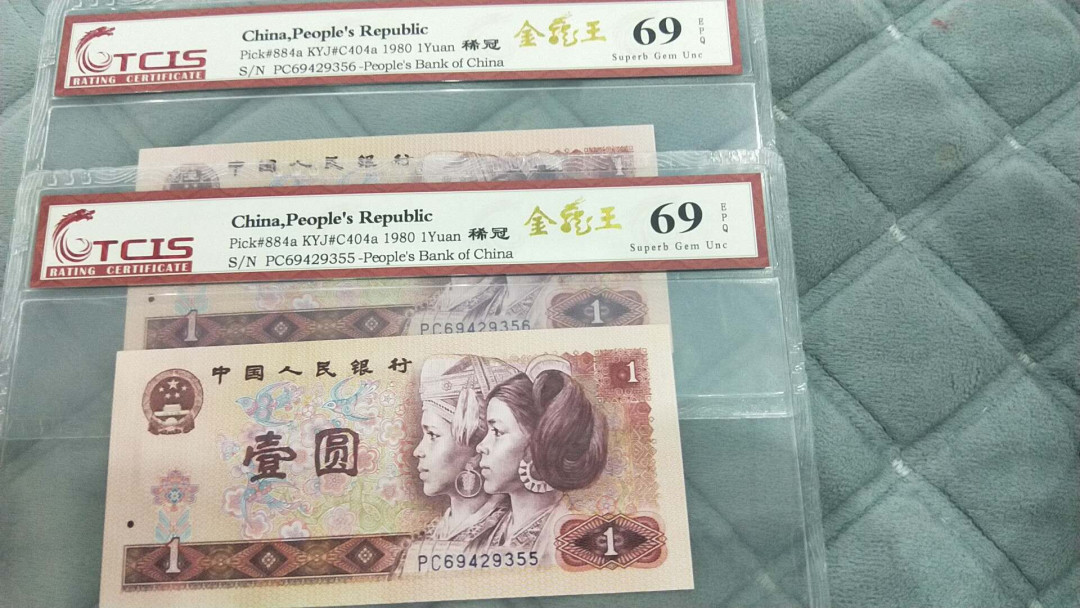 TCIS
RATING CERTIFICATE
China,People's Republic
Pick#884a KYJ#C404a 1980 1Yuan 稀冠
S/N PC69429356-People's Bank of China
金龙王
69
EPQ
Superb Gem Unc
中国人民银行
1
1
PC69429356
1
TCIS
RATING CERTIFICATE
China,People's Republic
Pick#884a KYJ#C404a 1980 1Yuan 稀冠
S/N PC69429355-People's Bank of China
金龙王
69
EPQ
Superb Gem Unc
中国人民银行
1
壹圆
1
PC69429355
1